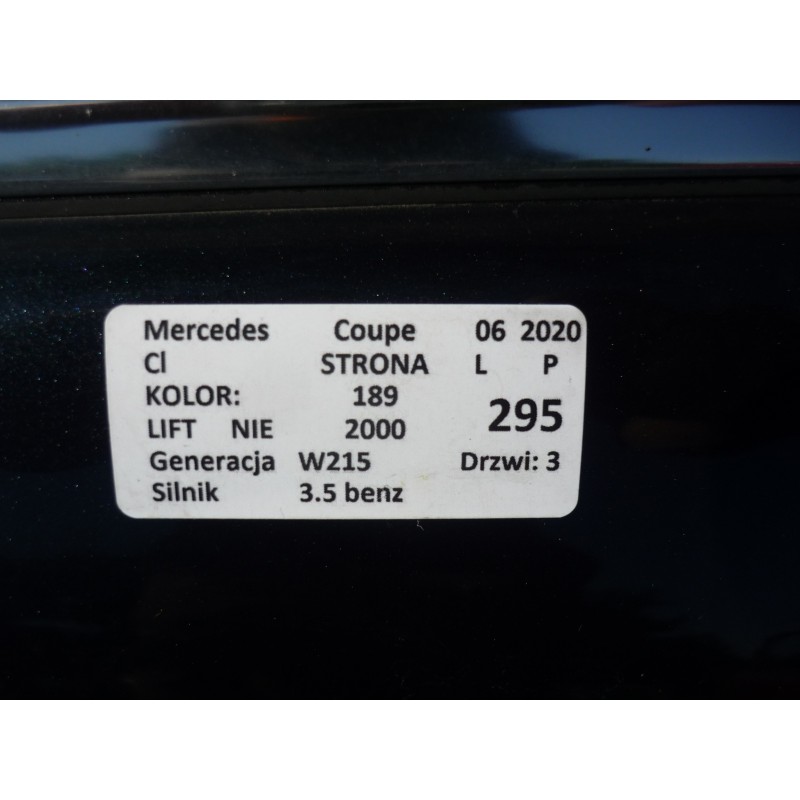 Mercedes Coupe 06 2020
Cl STRONA L P
KOLOR: 189
295
LIFT NIE 2000
Generacja W215 Drzwi: 3
Silnik 3.5 benz